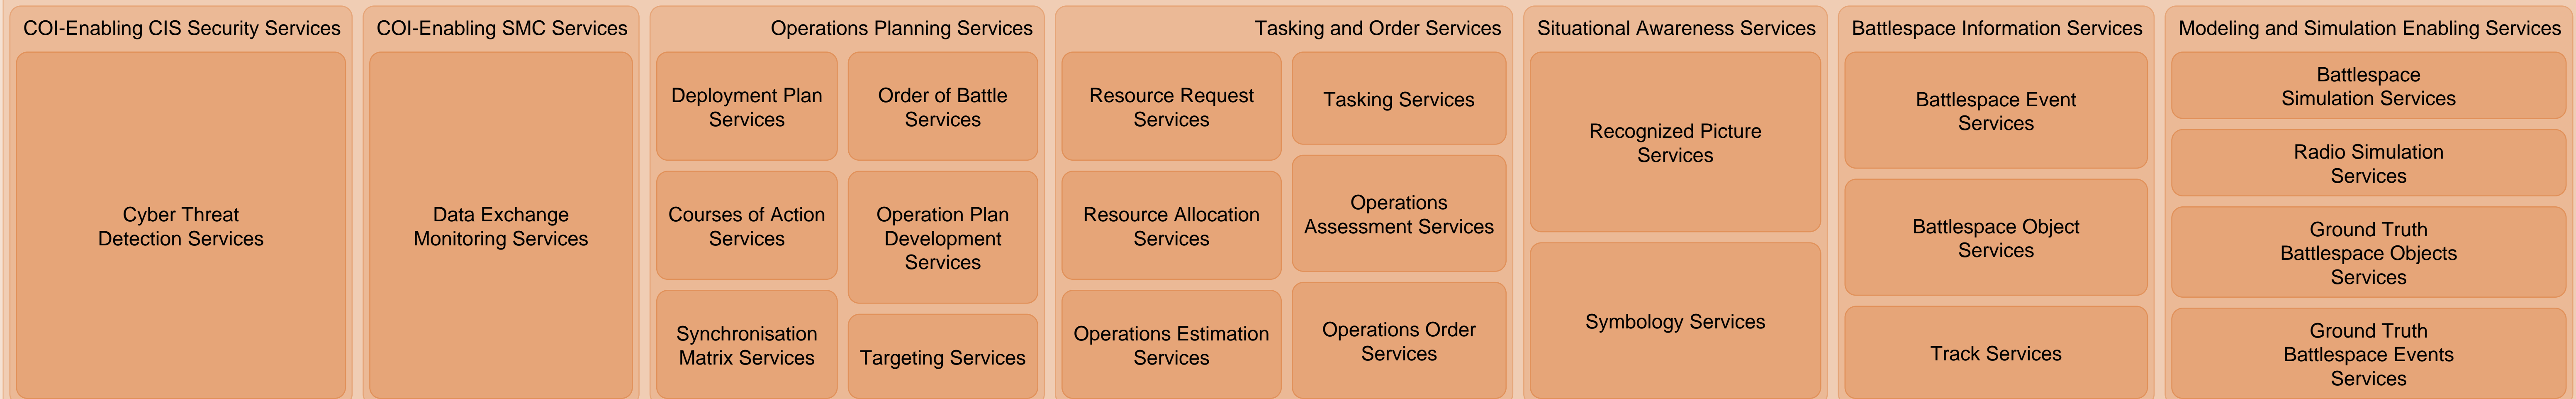 COI-Enabling CIS Security Services
Cyber Threat
Detection Services
COI-Enabling SMC Services
Data Exchange
Monitoring Services
Operations Planning Services
Deployment Plan
Services
Order of Battle
Services
Courses of Action
Services
Operation Plan
Development
Services
Synchronisation
Matrix Services
Targeting Services
Tasking and Order Services
Resource Request
Services
Tasking Services
Resource Allocation
Services
Operations
Assessment Services
Operations Estimation
Services
Operations Order
Services
Situational Awareness Services
Recognized Picture
Services
Symbology Services
Battlespace Information Services
Battlespace Event
Services
Battlespace Object
Services
Track Services
Modeling and Simulation Enabling Services
Battlespace
Simulation Services
Radio Simulation
Services
Ground Truth
Battlespace Objects
Services
Ground Truth
Battlespace Events
Services